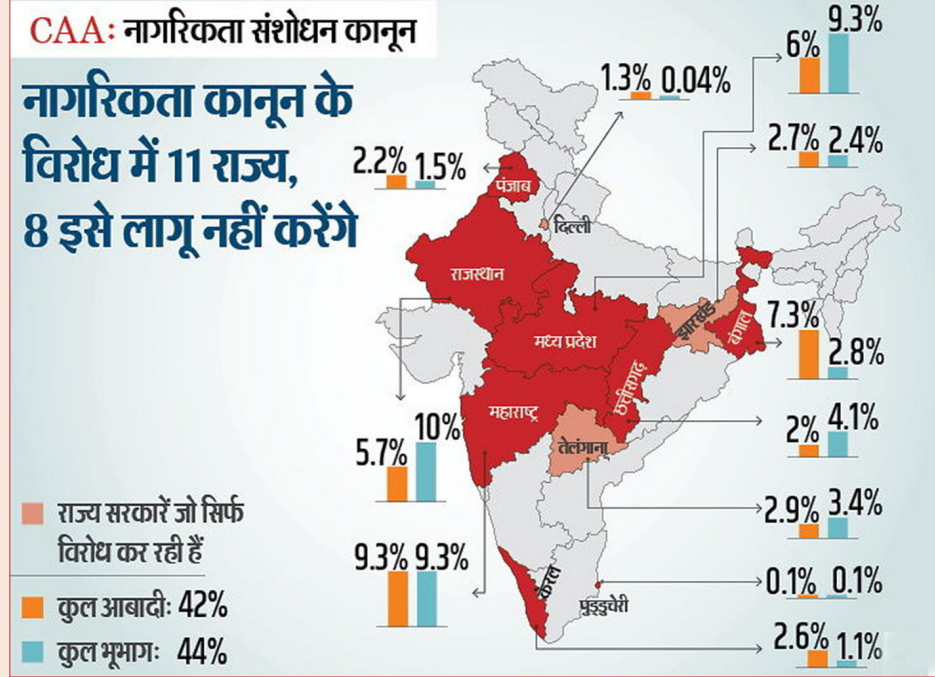 CAA: नागरिकता संशोधन कानून
नागरिकता कानून के
विरोध में 11 राज्य,
8 इसे लागू नहीं करेंगे
6% 9.3%
1.3% 0.04%
2.7% 2.4%
2.2% 1.5%
पंजाब
दिल्ली
राजस्थान
झारखंड
बंगाल
7.3%
2.8%
मध्य प्रदेश
छत्तीसगढ़
महाराष्ट्र
5.7% 10%
2% 4.1%
तेलंगाना
2.9% 3.4%
राज्य सरकारें जो सिर्फ
विरोध कर रही हैं
9.3% 9.3%
केरल
पुड्डुचेरी
0.1% 0.1%
कुल आबादी: 42%
कुल भूभाग: 44%
2.6% 1.1%